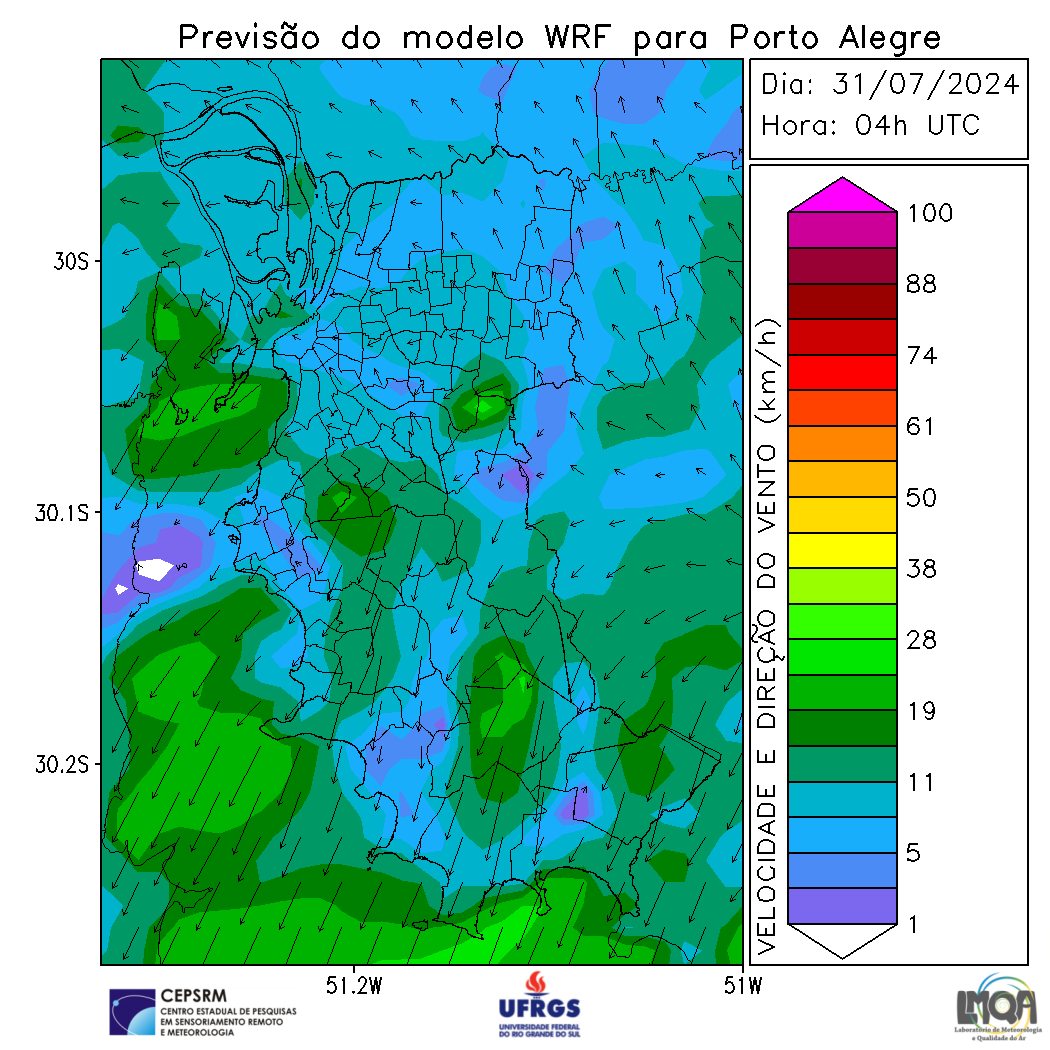 Previsão do modelo WRF para Porto Alegre
Dia: 31/07/2024
Hora: 04h UTC
30S
30.1S
30.2S
51.2W
51W
VELOCIDADE E DIREÇÃO DO VENTO (km/h)
100
88
74
61
50
38
28
19
11
5
1
CEPSRM
CENTRO ESTADUAL DE PESQUISAS
EM SENSORIAMENTO REMOTO
E METEOROLOGIA
UFRGS
UNIVERSIDADE FEDERAL
DO RIO GRANDE DO SUL
LMQA
Laboratório de Meteorologia
e Qualidade do Ar